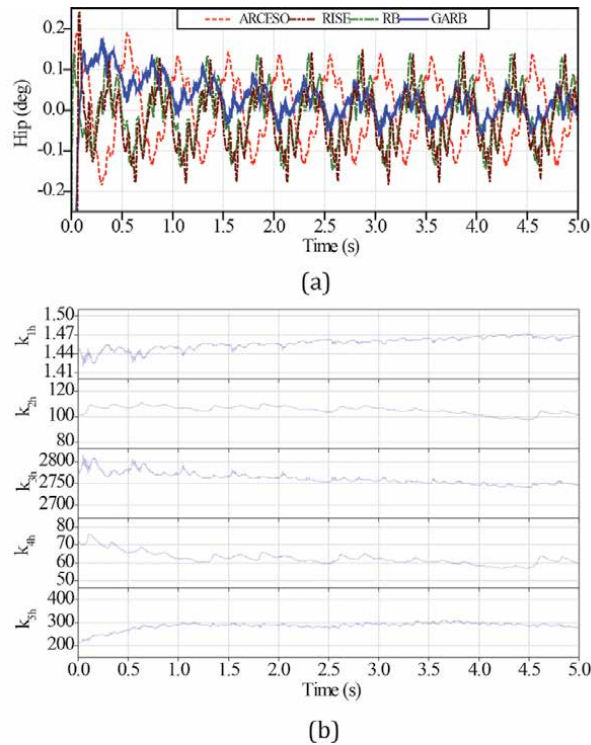 ARCESO RISE RB GARB
Hip (deg)
0.2
0.1
0.0
-0.1
-0.2
0.0 0.5 1.0 1.5 2.0 2.5 3.0 3.5 4.0 4.5 5.0
Time (s)
(a)
k1h
1.50
1.47
1.44
1.41
k2h
120
100
80
k3h
2800
2750
2700
k4h
80
70
60
50
k5h
400
300
200
0.0 0.5 1.0 1.5 2.0 2.5 3.0 3.5 4.0 4.5 5.0
Time (s)
(b)